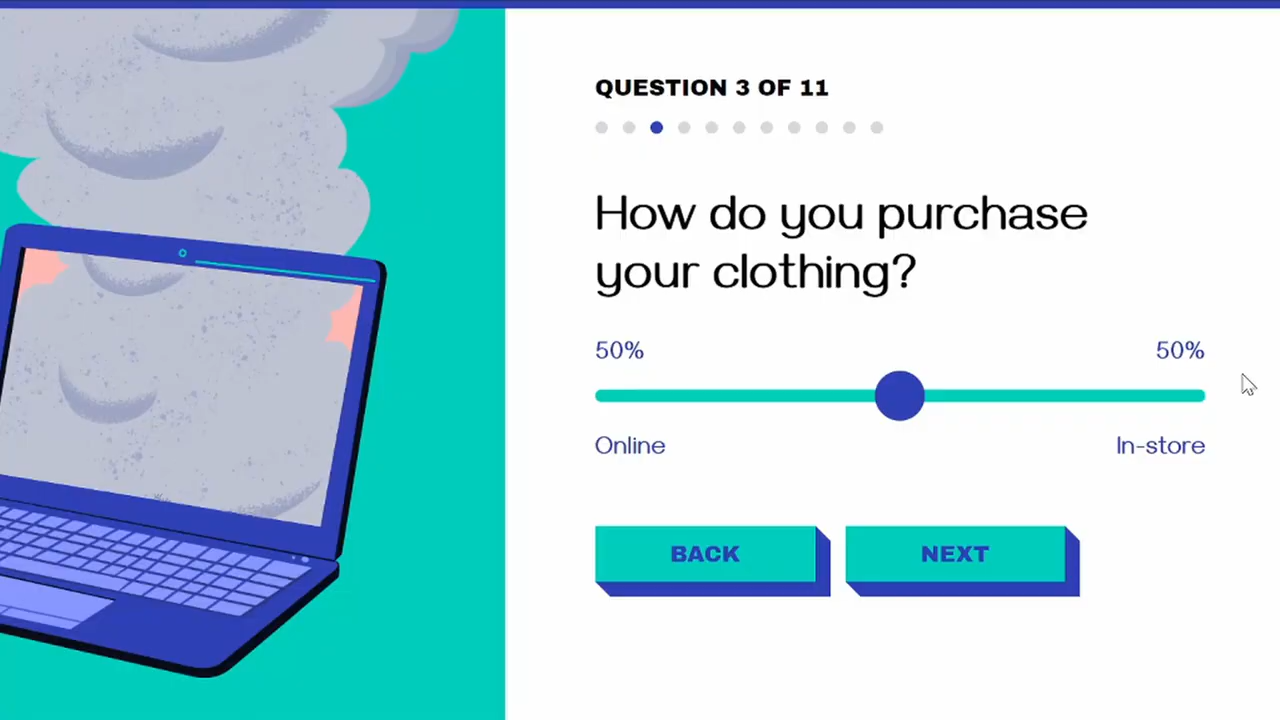 QUESTION 3 OF 11
How do you purchase
your clothing?
50% 50%
Online In-store
BACK NEXT